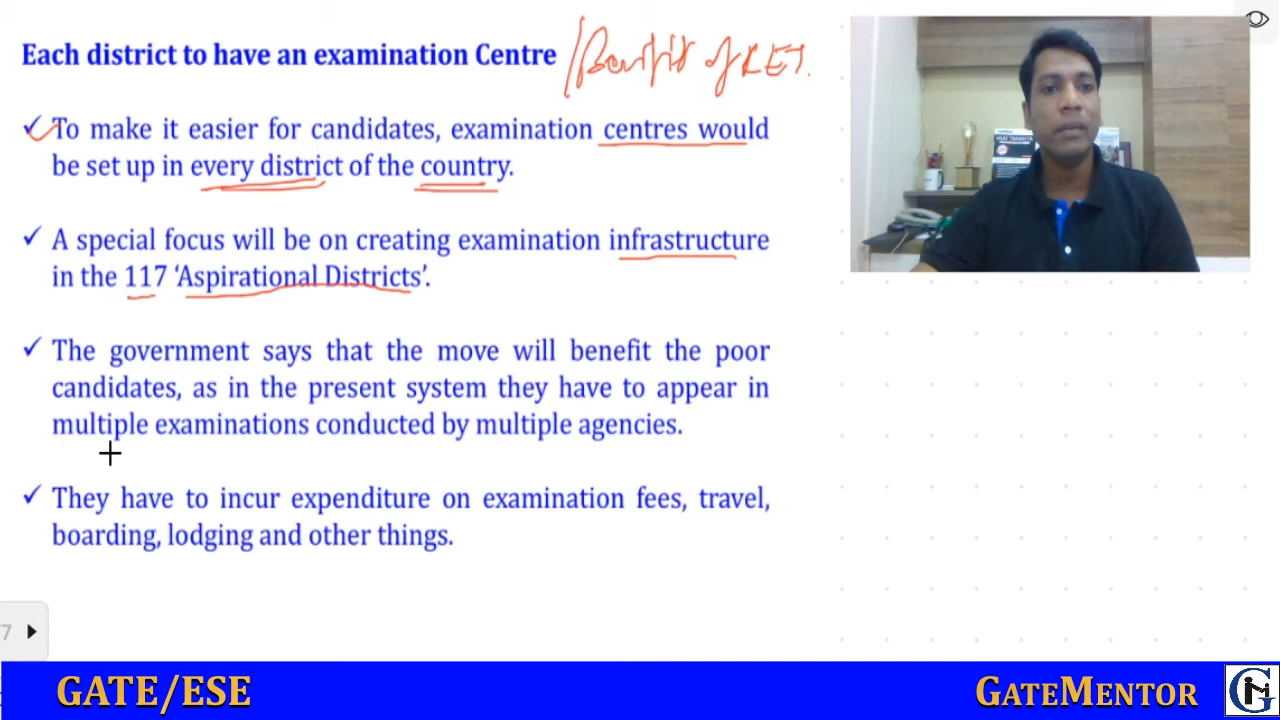 Each district to have an examination Centre / Benefit of CET.
✓ To make it easier for candidates, examination centres would
be set up in every district of the country.
✓ A special focus will be on creating examination infrastructure
in the 117 ‘Aspirational Districts’.
✓ The government says that the move will benefit the poor
candidates, as in the present system they have to appear in
multiple examinations conducted by multiple agencies.
✓ They have to incur expenditure on examination fees, travel,
boarding, lodging and other things.
GATE/ESE
GATEMENTOR